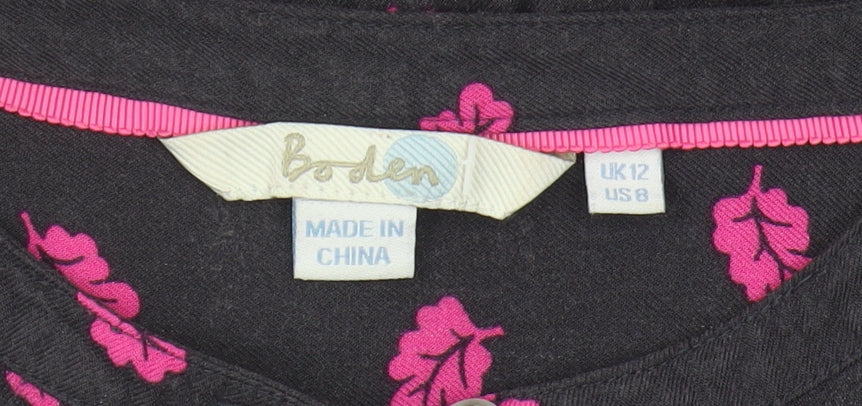 Boden
MADE IN
CHINA
UK12
US8